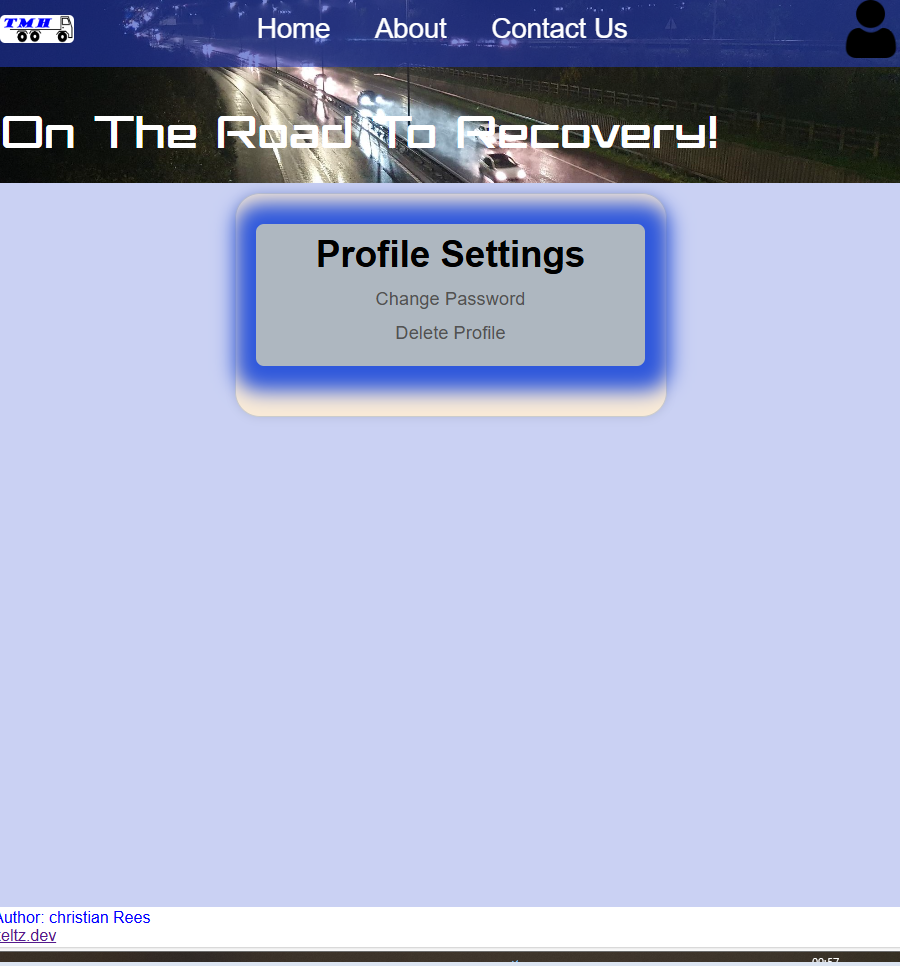 TMH
Home About Contact Us
On The Road To Recovery!
Profile Settings
Change Password
Delete Profile
Author: christian Rees
eltz.dev